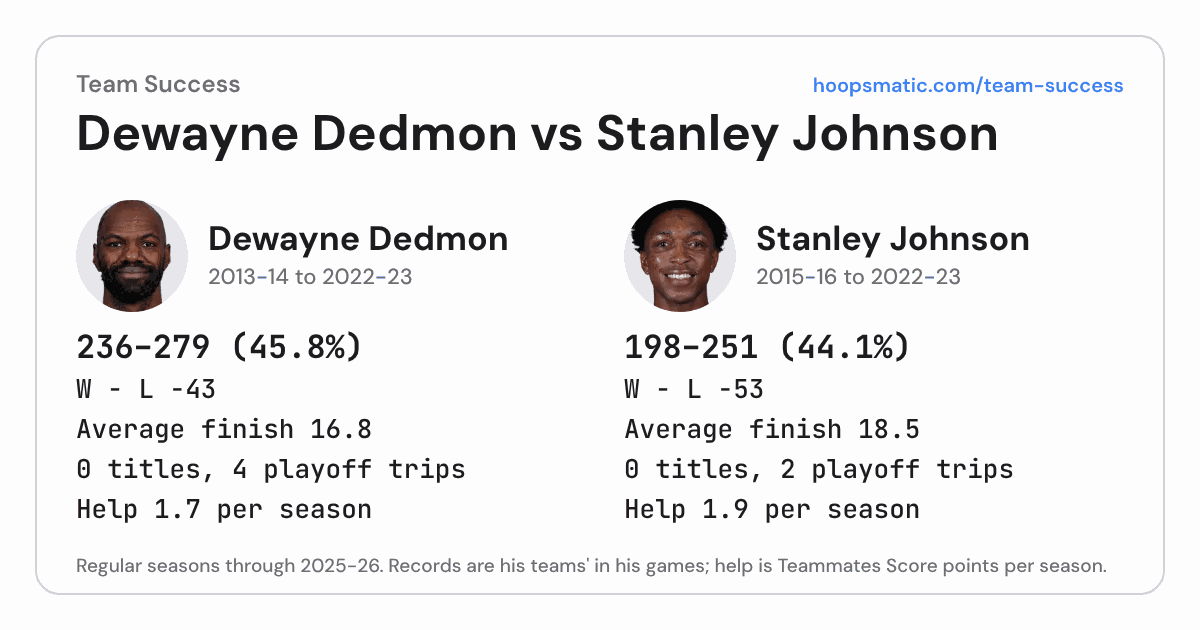 Team Success
hoopsmatic.com/team-success
Dewayne Dedmon vs Stanley Johnson
Dewayne Dedmon
2013-14 to 2022-23
236-279 (45.8%)
W - L -43
Average finish 16.8
0 titles, 4 playoff trips
Help 1.7 per season
Stanley Johnson
2015-16 to 2022-23
198-251 (44.1%)
W - L -53
Average finish 18.5
0 titles, 2 playoff trips
Help 1.9 per season
Regular seasons through 2025-26. Records are his teams' in his games; help is Teammates Score points per season.